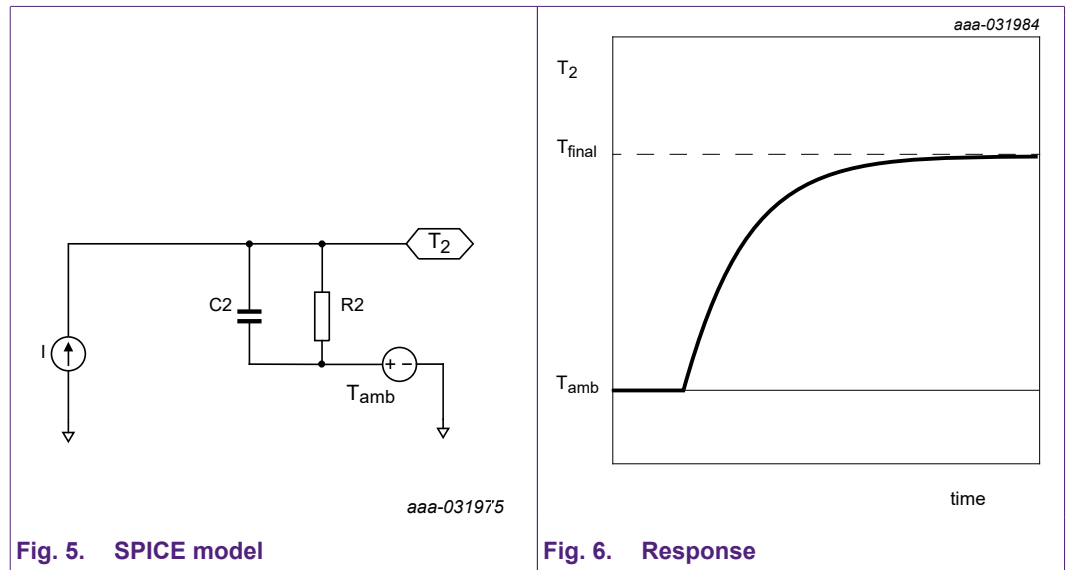 T2
C2
R2
I
+ -
Tamb
aaa-031975
Fig. 5. SPICE model
aaa-031984
T2
Tfinal
Tamb
time
Fig. 6. Response